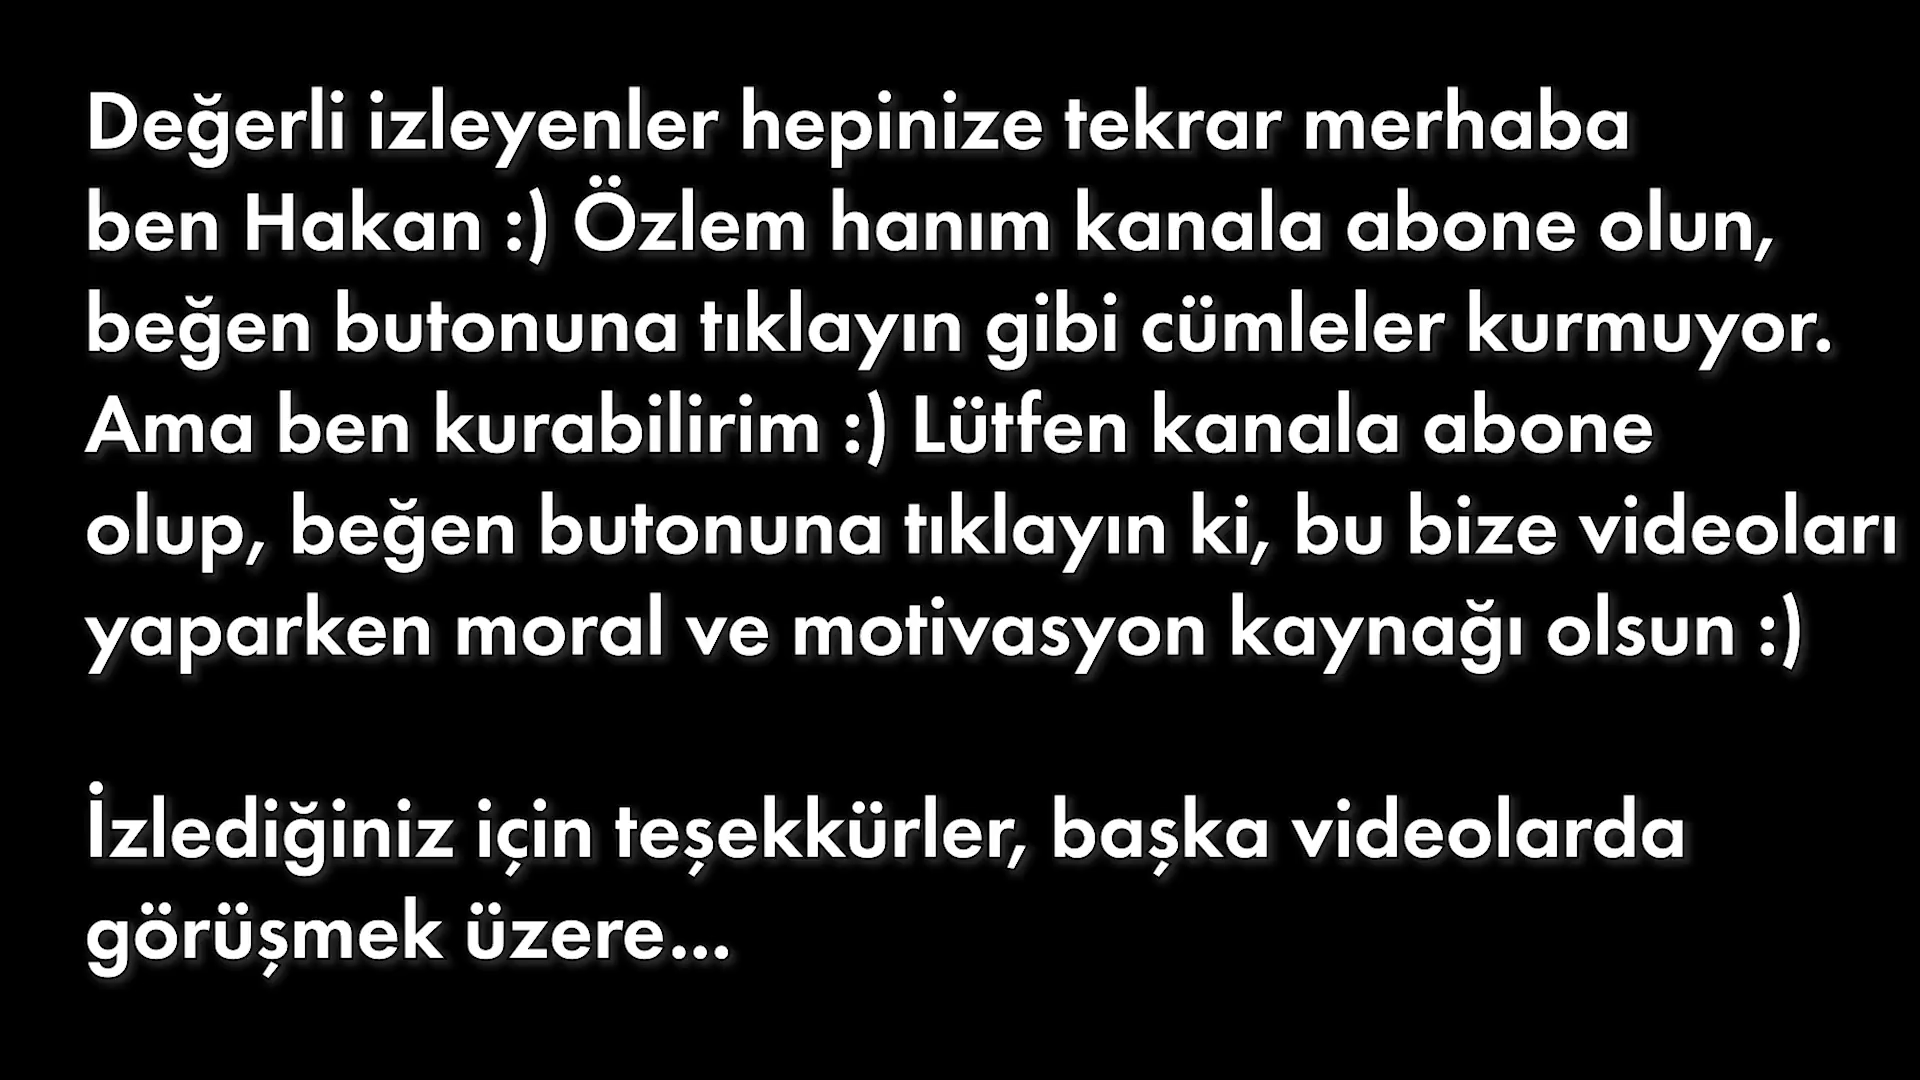 Değerli izleyenler hepinize tekrar merhaba
ben Hakan :) Özlem hanım kanala abone olun,
beğen butonuna tıklayın gibi cümleler kurmuyor.
Ama ben kurabilirim :) Lütfen kanala abone
olup, beğen butonuna tıklayın ki, bu bize videoları
yaparken moral ve motivasyon kaynağı olsun :)
İzlediğiniz için teşekkürler, başka videolarda
görüşmek üzere...